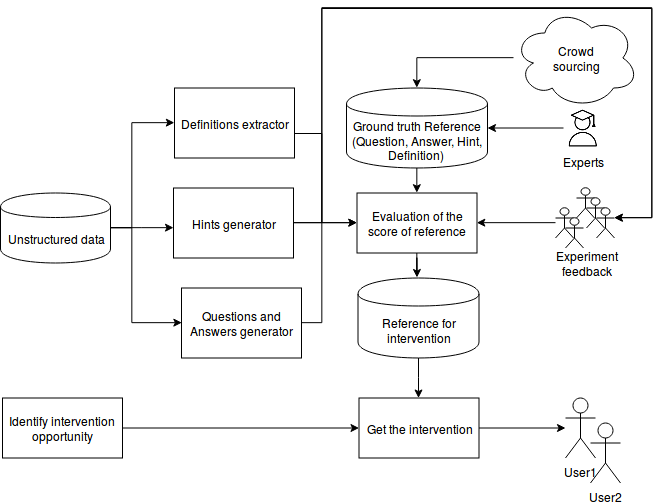 Crowd
sourcing
Definitions extractor
Ground truth Reference
(Question, Answer, Hint,
Definition)
Experts
Unstructured data
Hints generator
Evaluation of the
score of reference
Experiment
feedback
Questions and
Answers generator
Reference for
intervention
Identify intervention
opportunity
Get the intervention
User1
User2